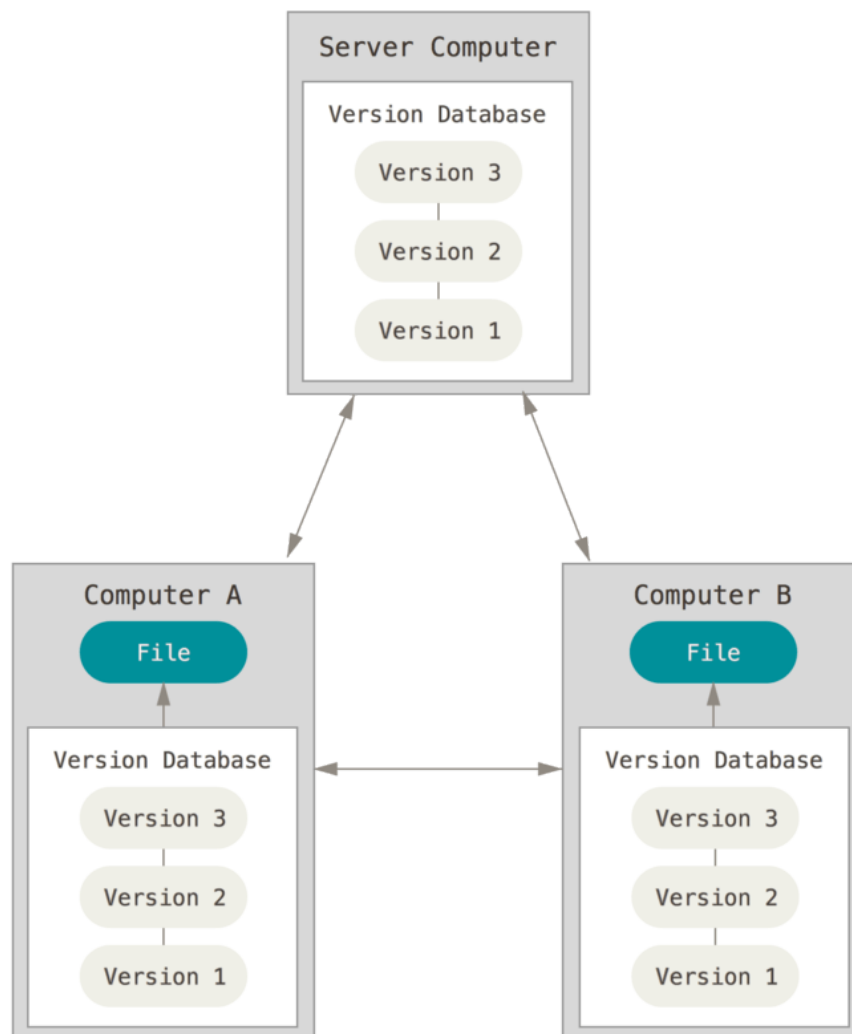 Server Computer
Version Database
Version 3
Version 2
Version 1
Computer A
File
Version Database
Version 3
Version 2
Version 1
Computer B
File
Version Database
Version 3
Version 2
Version 1